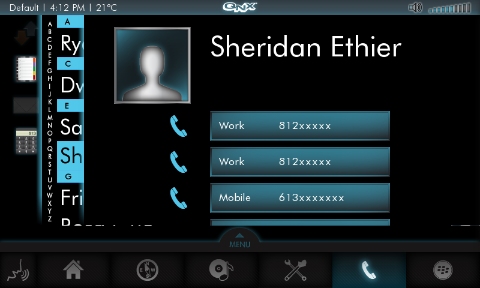 Default | 4:12 PM | 21°C
QNX
A
B
C
D
E
F
G
H
I
J
K
L
M
N
O
P
Q
R
S
T
U
V
W
X
Y
Z
A
Ry
C
Dv
E
Sa
Sh
G
Fri
Sheridan Ethier
Work 812xxxxx
Work 812xxxxx
Mobile 613xxxxxxx
MENU